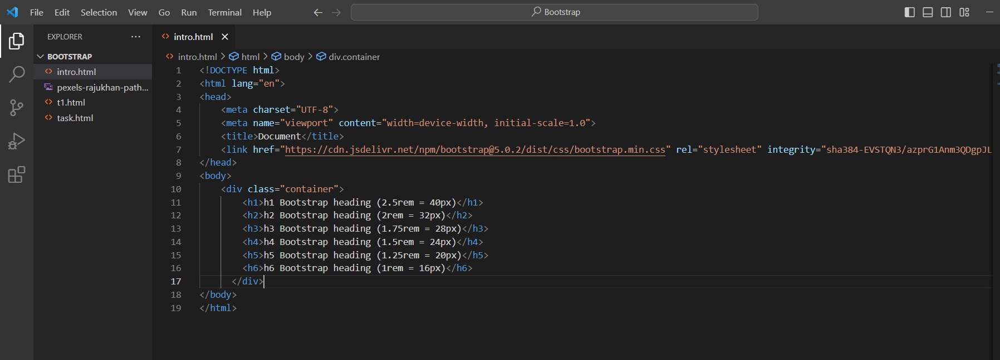 File Edit Selection View Go Run Terminal Help
Bootstrap
EXPLORER
BOOTSTRAP
intro.html
pexels-rajukhan-path...
t1.html
task.html
intro.html
intro.html > html > body > div.container
1 <!DOCTYPE html>
2 <html lang="en">
3 <head>
4 <meta charset="UTF-8">
5 <meta name="viewport" content="width=device-width, initial-scale=1.0">
6 <title>Document</title>
7 <link href="https://cdn.jsdelivr.net/npm/bootstrap@5.0.2/dist/css/bootstrap.min.css" rel="stylesheet" integrity="sha384-EVSTQN3/azprG1Anm3QDgpJL
8 </head>
9 <body>
10 <div class="container">
11 <h1>h1 Bootstrap heading (2.5rem = 40px)</h1>
12 <h2>h2 Bootstrap heading (2rem = 32px)</h2>
13 <h3>h3 Bootstrap heading (1.75rem = 28px)</h3>
14 <h4>h4 Bootstrap heading (1.5rem = 24px)</h4>
15 <h5>h5 Bootstrap heading (1.25rem = 20px)</h5>
16 <h6>h6 Bootstrap heading (1rem = 16px)</h6>
17 </div>
18 </body>
19 </html>